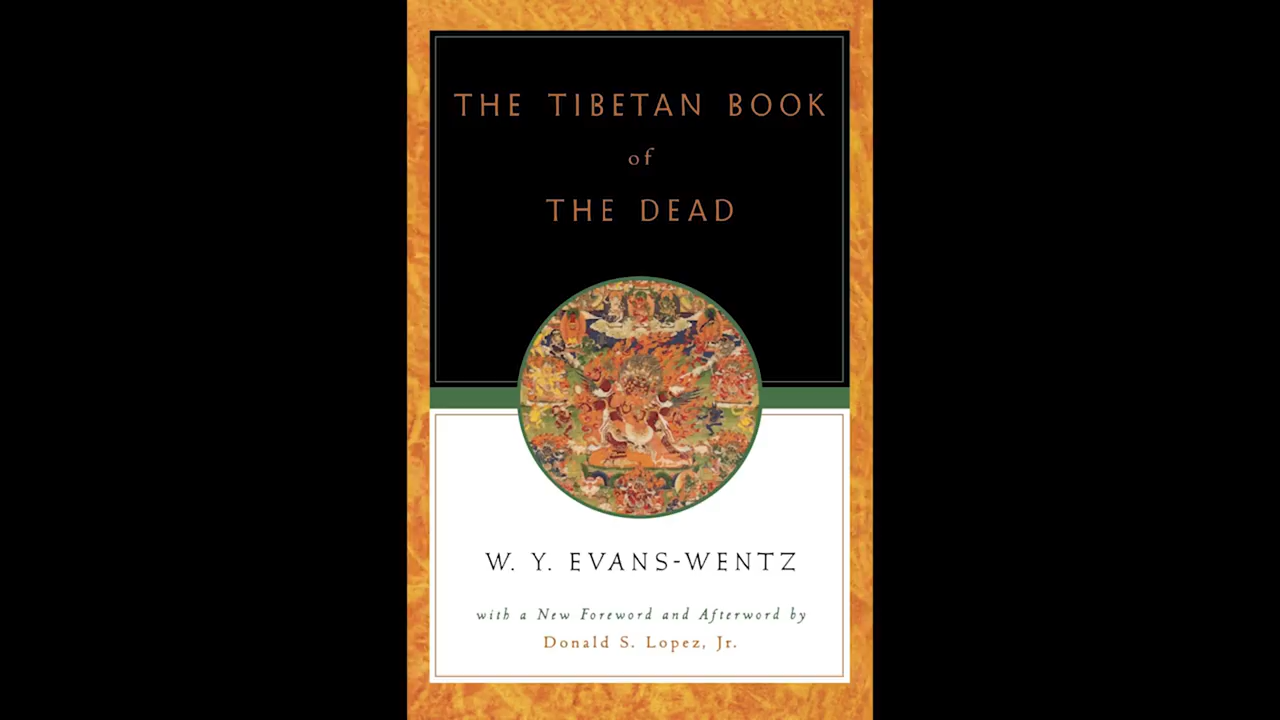 THE TIBETAN BOOK
of
THE DEAD
W. Y. EVANS-WENTZ
with a New Foreword and Afterword by
Donald S. Lopez, Jr.